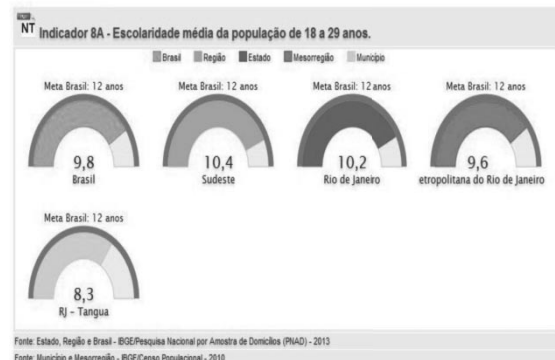 NT Indicador 8A - Escolaridade média da população de 18 a 29 anos.
Brasil Região Estado Mesorregião Município
Meta Brasil: 12 anos Meta Brasil: 12 anos Meta Brasil: 12 anos Meta Brasil: 12 anos
9,8 10,4 10,2 9,6
Brasil Sudeste Rio de Janeiro etropolitana do Rio de Janeiro
Meta Brasil: 12 anos
8,3
RJ - Tangua
Fonte: Estado, Região e Brasil - IBGE/Pesquisa Nacional por Amostra de Domicílios (PNAD) - 2013
Fonte: Município e Mesorregião - IBGE/Censo Populacional - 2010